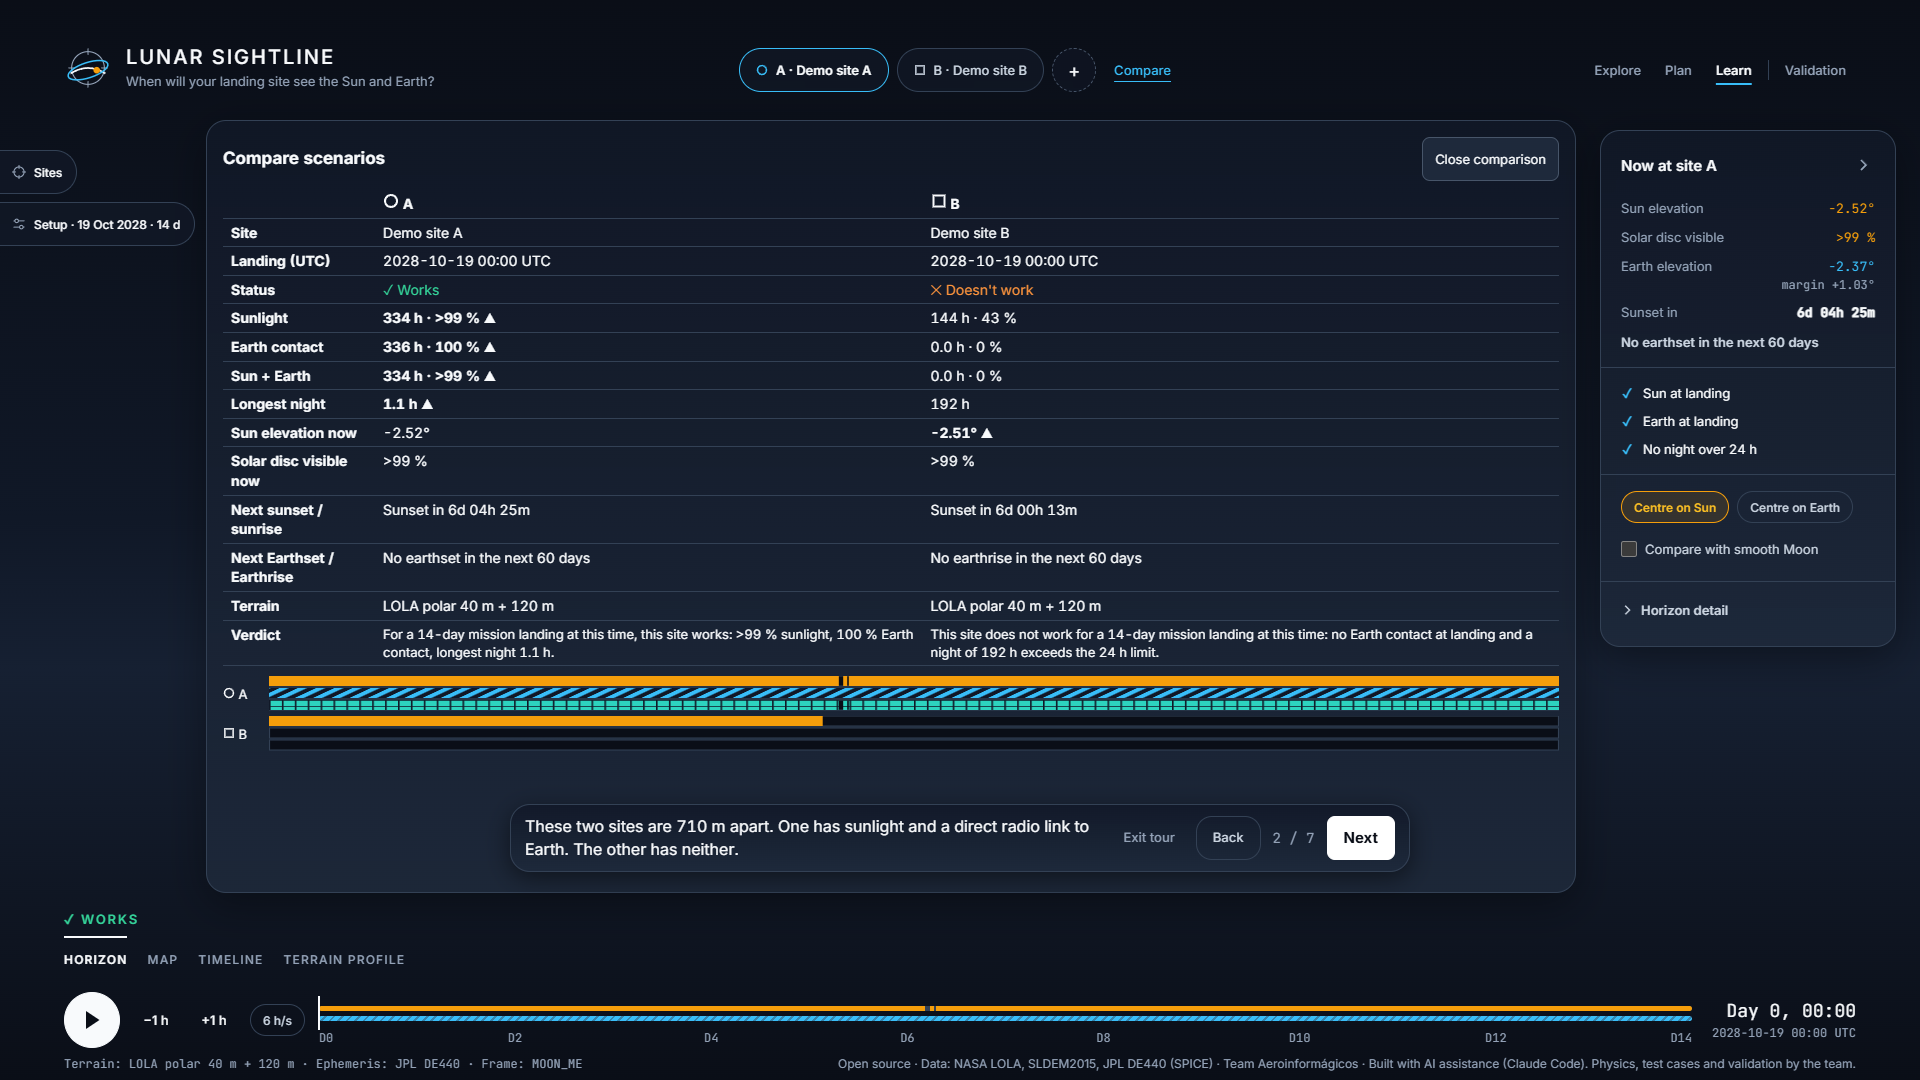 LUNAR SIGHTLINE
When will your landing site see the Sun and Earth?
A · Demo site A
B · Demo site B
+
Compare
Explore
Plan
Learn
Validation
Sites
Setup · 19 Oct 2028 · 14 d
Compare scenarios
Close comparison
A
B
Site
Demo site A
Demo site B
Landing (UTC)
2028-10-19 00:00 UTC
2028-10-19 00:00 UTC
Status
✓ Works
✕ Doesn't work
Sunlight
334 h · >99 % ▲
144 h · 43 %
Earth contact
336 h · 100 % ▲
0.0 h · 0 %
Sun + Earth
334 h · >99 % ▲
0.0 h · 0 %
Longest night
1.1 h ▲
192 h
Sun elevation now
-2.52°
-2.51° ▲
Solar disc visible
now
>99 %
>99 %
Next sunset /
sunrise
Sunset in 6d 04h 25m
Sunset in 6d 00h 13m
Next Earthset /
Earthrise
No earthset in the next 60 days
No earthrise in the next 60 days
Terrain
LOLA polar 40 m + 120 m
LOLA polar 40 m + 120 m
Verdict
For a 14-day mission landing at this time, this site works: >99 % sunlight, 100 % Earth
contact, longest night 1.1 h.
This site does not work for a 14-day mission landing at this time: no Earth contact at landing and a
night of 192 h exceeds the 24 h limit.
A
B
These two sites are 710 m apart. One has sunlight and a direct radio link to
Earth. The other has neither.
Exit tour
Back
2 / 7
Next
Now at site A
Sun elevation
-2.52°
Solar disc visible
>99 %
Earth elevation
-2.37°
margin +1.03°
Sunset in
6d 04h 25m
No earthset in the next 60 days
✓ Sun at landing
✓ Earth at landing
✓ No night over 24 h
Centre on Sun
Centre on Earth
Compare with smooth Moon
Horizon detail
✓ WORKS
HORIZON
MAP
TIMELINE
TERRAIN PROFILE
−1 h
+1 h
6 h/s
D0
D2
D4
D6
D8
D10
D12
D14
Day 0, 00:00
2028-10-19 00:00 UTC
Terrain: LOLA polar 40 m + 120 m · Ephemeris: JPL DE440 · Frame: MOON_ME
Open source · Data: NASA LOLA, SLDEM2015, JPL DE440 (SPICE) · Team Aeroinformágicos · Built with AI assistance (Claude Code). Physics, test cases and validation by the team.